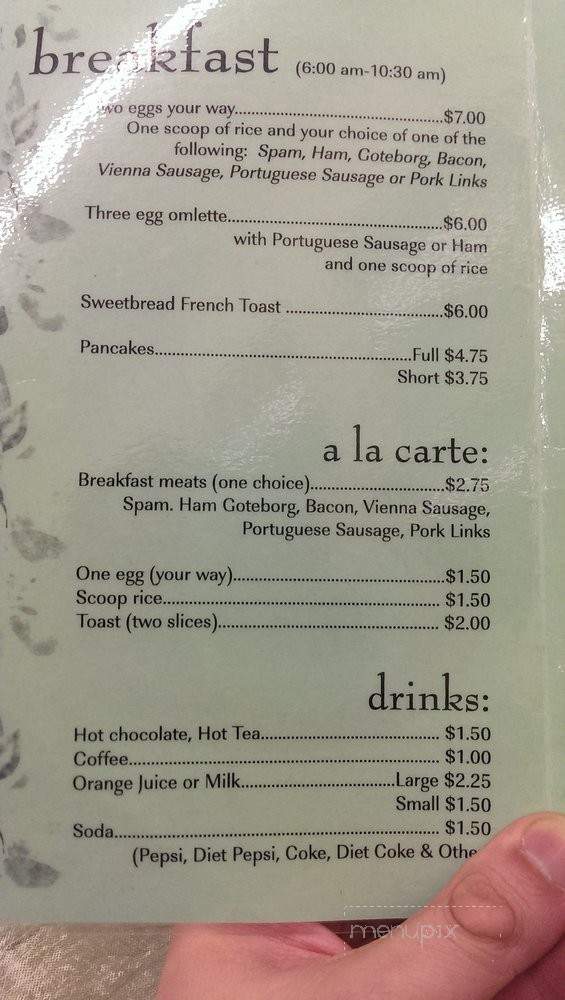 breakfast (6:00 am-10:30 am)
Two eggs your way..........................................$7.00
One scoop of rice and your choice of one of the
following: Spam, Ham, Goteborg, Bacon,
Vienna Sausage, Portuguese Sausage or Pork Links
Three egg omlette...........................................$6.00
with Portuguese Sausage or Ham
and one scoop of rice
Sweetbread French Toast ................................$6.00
Pancakes....................................................Full $4.75
Short $3.75
a la carte:
Breakfast meats (one choice)...........................$2.75
Spam. Ham Goteborg, Bacon, Vienna Sausage,
Portuguese Sausage, Pork Links
One egg (your way)...........................................$1.50
Scoop rice........................................................ $1.50
Toast (two slices)............................................. $2.00
drinks:
Hot chocolate, Hot Tea.................................... $1.50
Coffee............................................................... $1.00
Orange Juice or Milk...............................Large $2.25
Small $1.50
Soda.................................................................. $1.50
(Pepsi, Diet Pepsi, Coke, Diet Coke & Othe
menupix